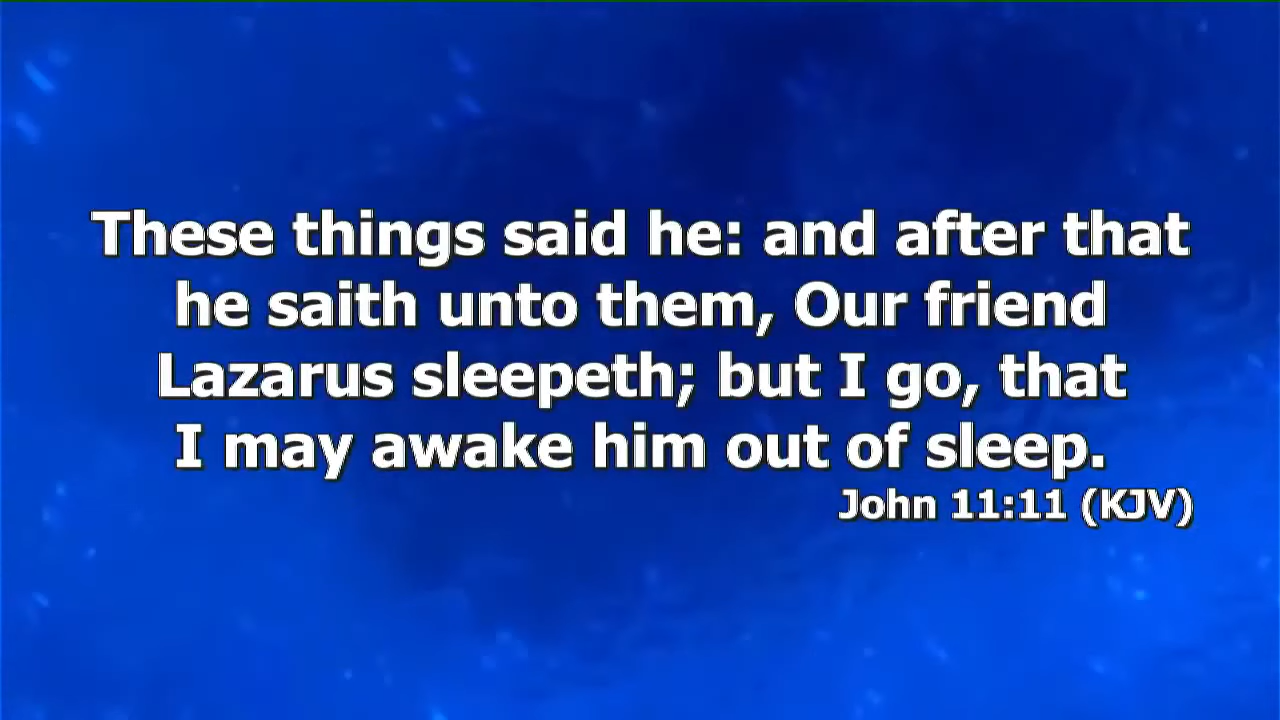 These things said he: and after that
he saith unto them, Our friend
Lazarus sleepeth; but I go, that
I may awake him out of sleep.
John 11:11 (KJV)